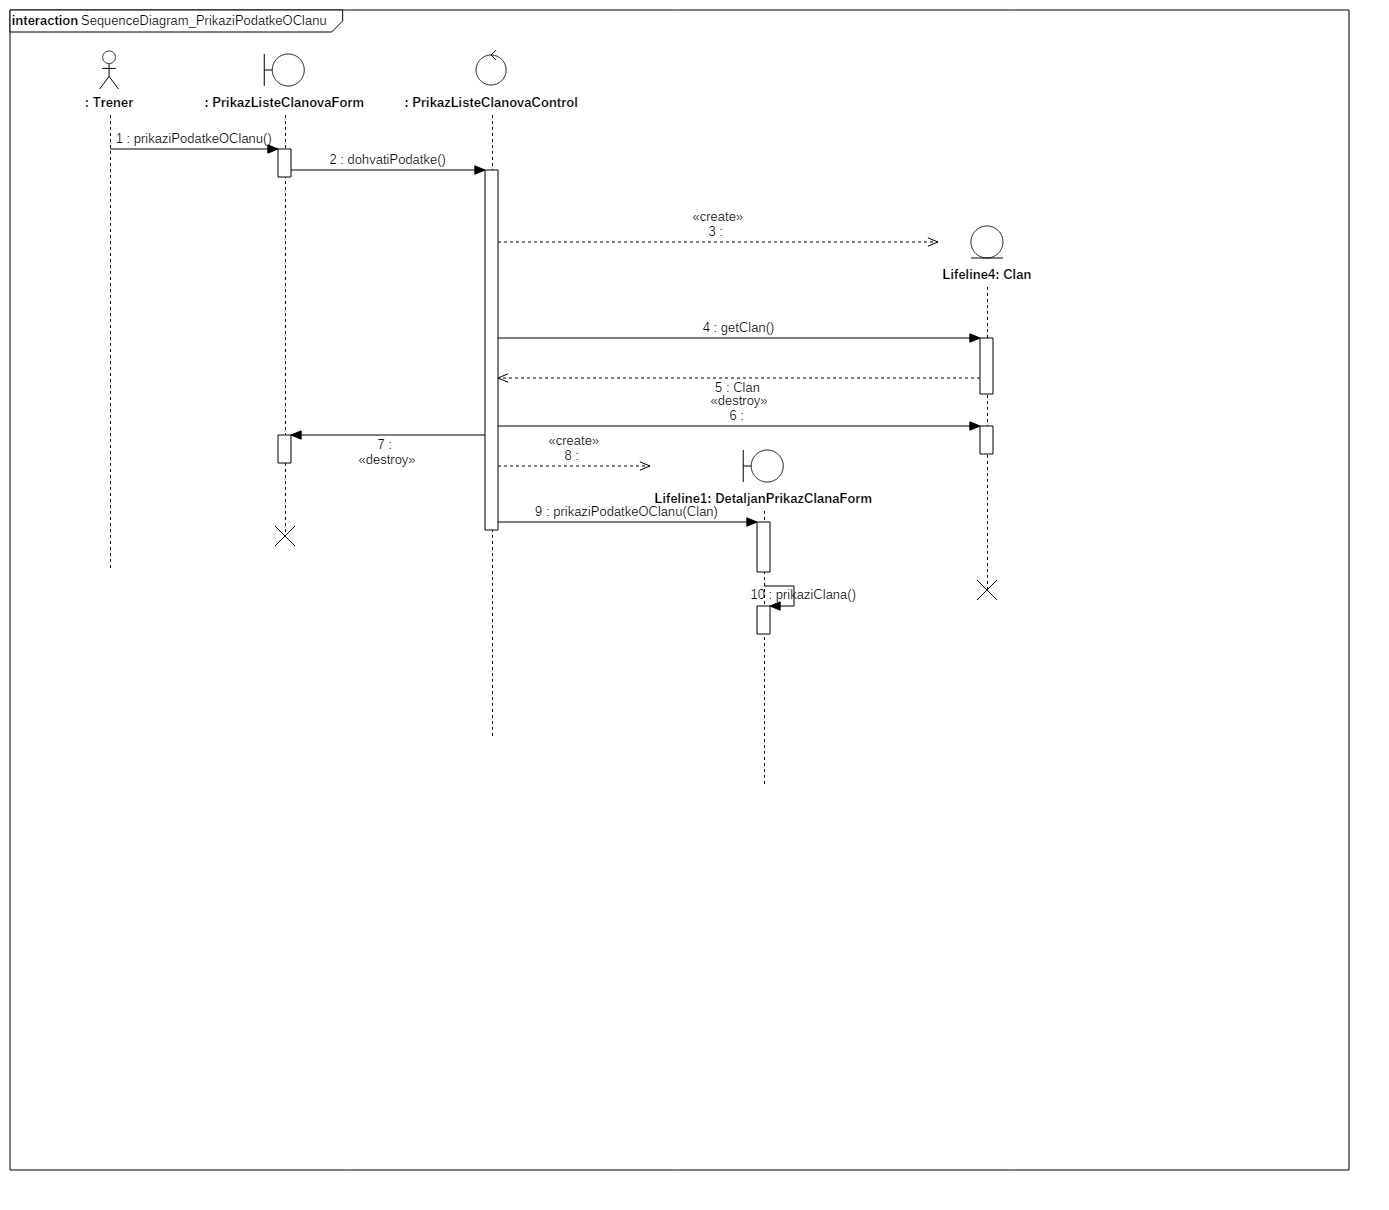 interaction SequenceDiagram_PrikaziPodatkeOClanu
: Trener
: PrikazListeClanovaForm
: PrikazListeClanovaControl
1 : prikaziPodatkeOClanu()
2 : dohvatiPodatke()
«create»
3 :
Lifeline4: Clan
4 : getClan()
5 : Clan
«destroy»
6 :
7 :
«destroy»
«create»
8 :
Lifeline1: DetaljanPrikazClanaForm
9 : prikaziPodatkeOClanu(Clan)
10 : prikaziClana()